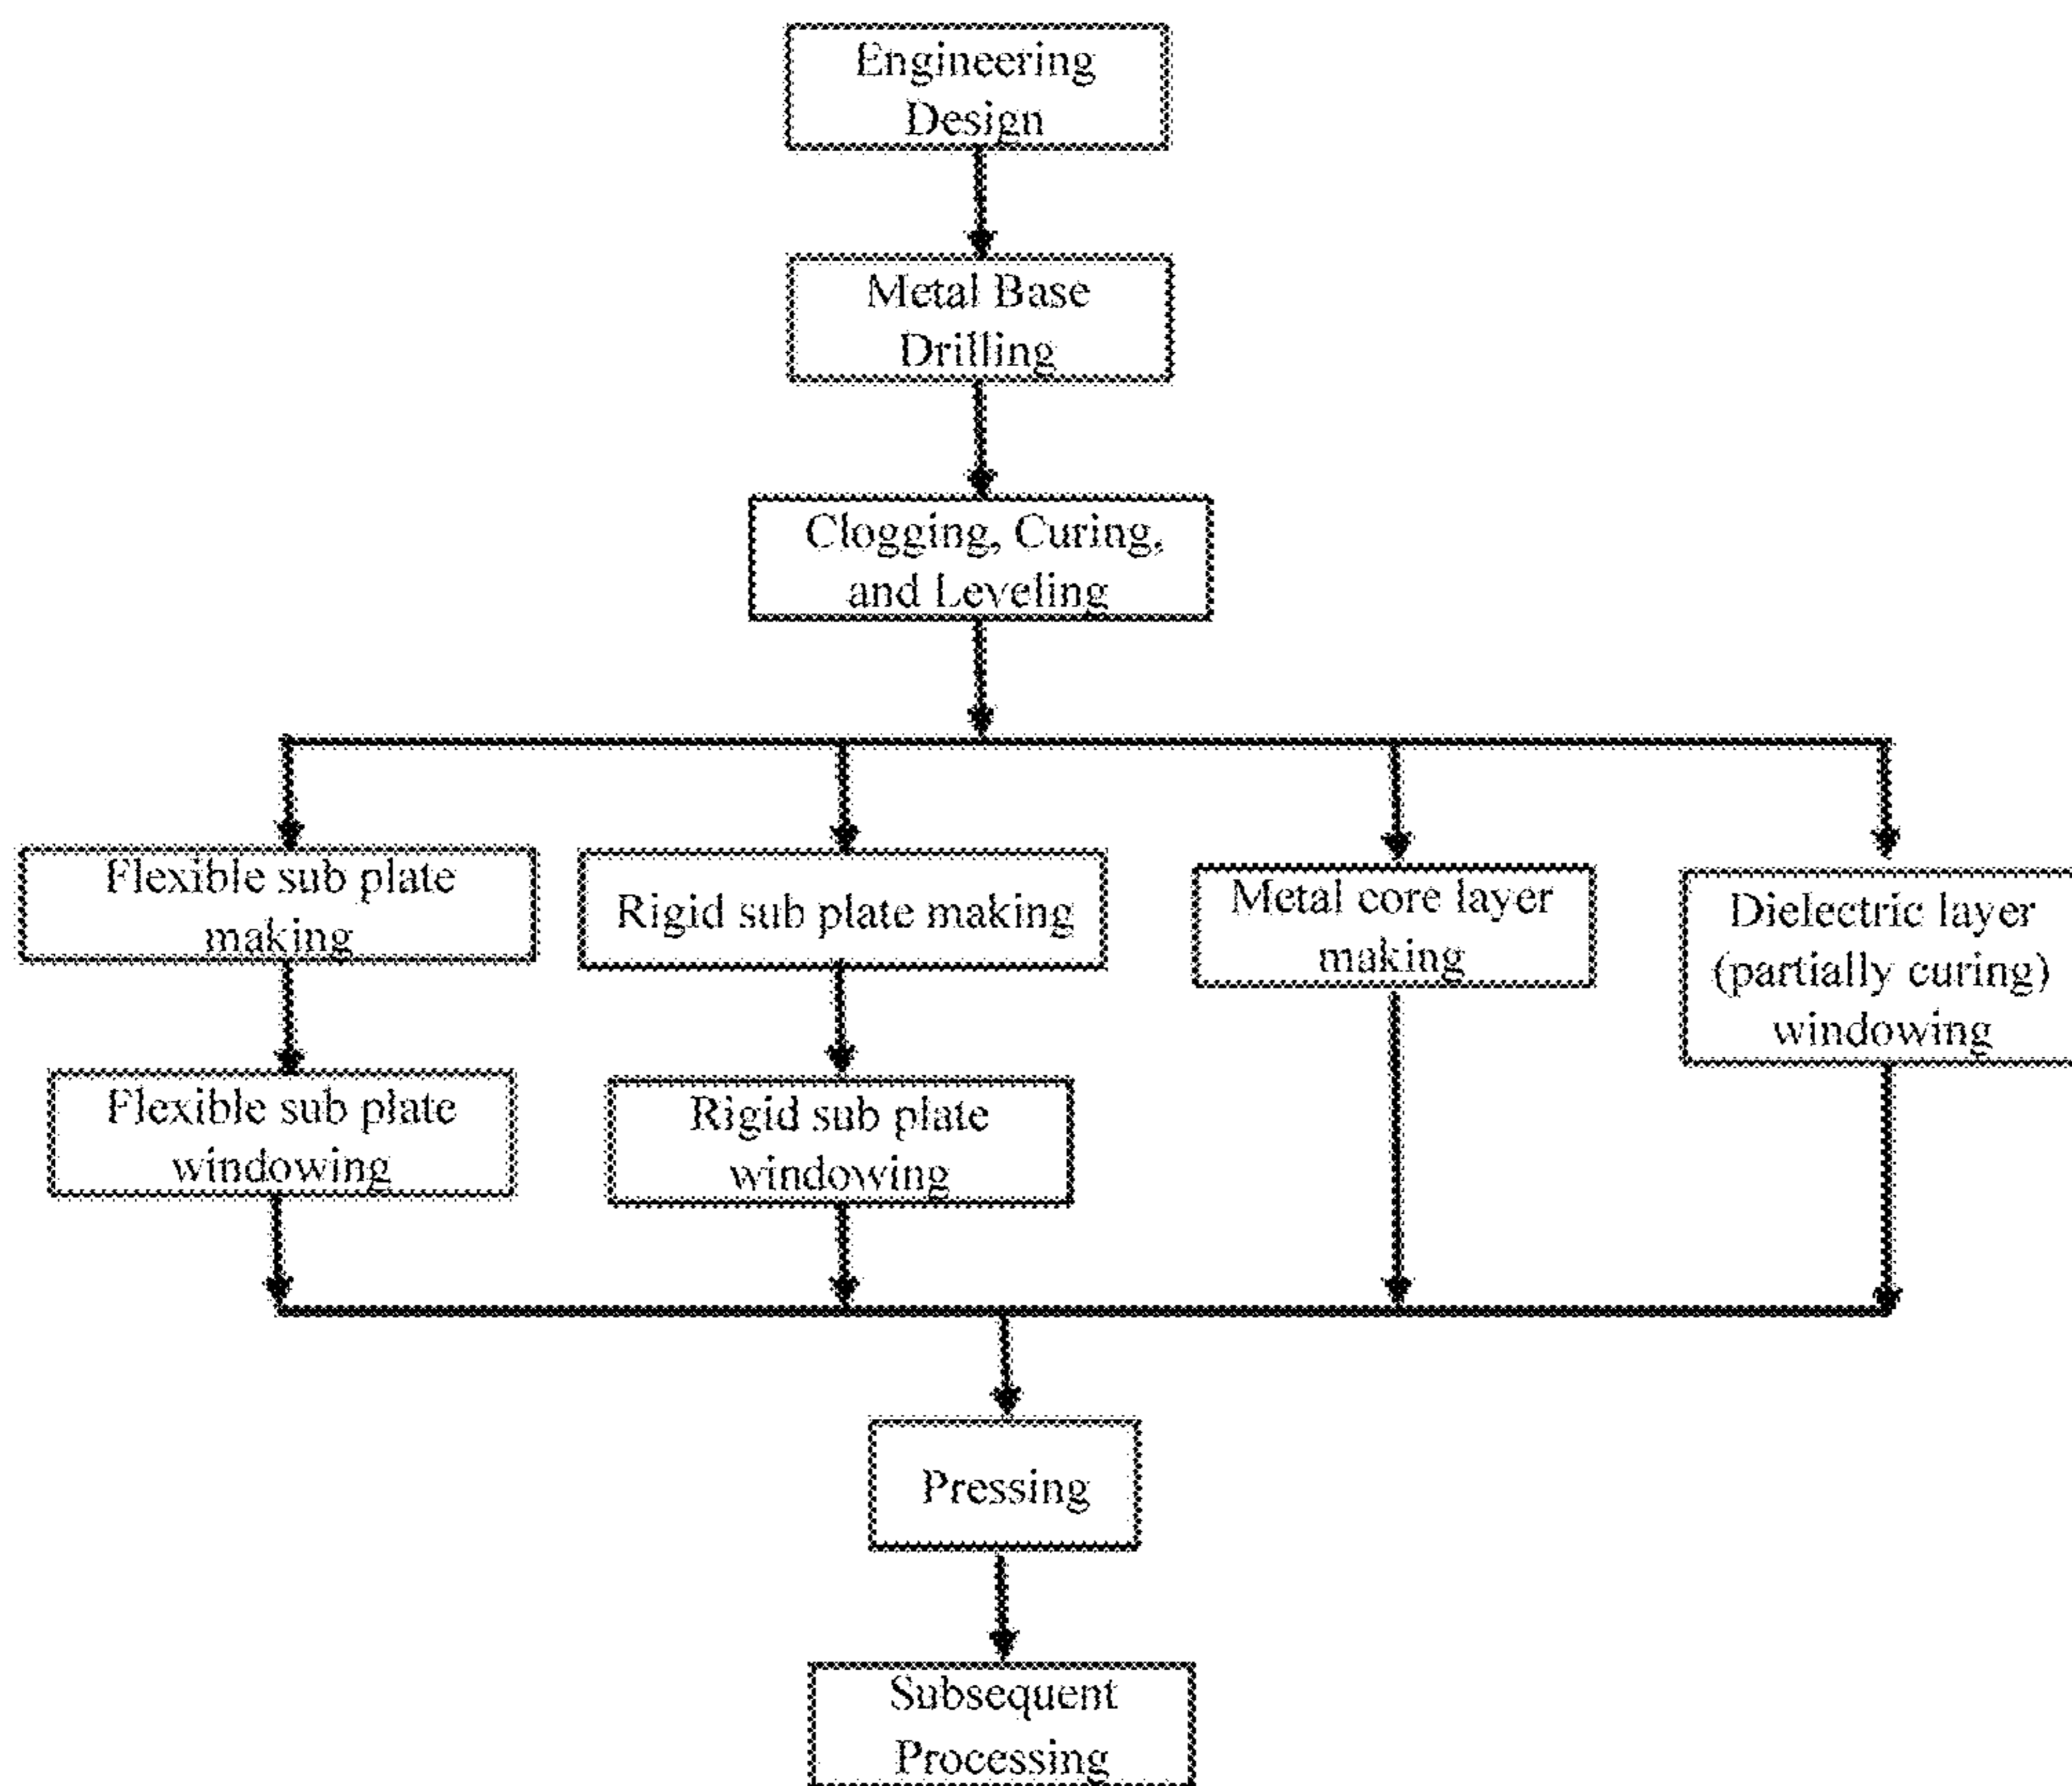 Engineering
Design
Metal Base
Drilling
Clogging, Curing,
and Leveling
Flexible sub plate
making
Rigid sub plate making
Metal core layer
making
Dielectric layer
(partially curing)
windowing
Flexible sub plate
windowing
Rigid sub plate
windowing
Pressing
Subsequent
Processing